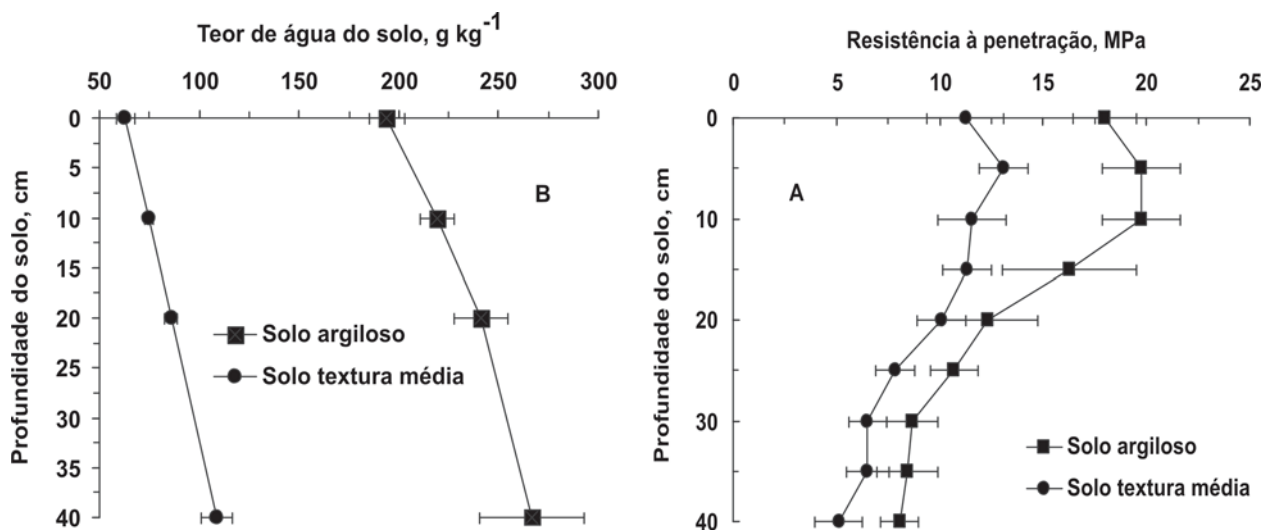 Teor de água do solo, g kg-1
50 100 150 200 250 300
Profundidade do solo, cm
0
5
10
15
20
25
30
35
40
B
Solo argiloso
Solo textura média
Resistência à penetração, MPa
0 5 10 15 20 25
Profundidade do solo, cm
0
5
10
15
20
25
30
35
40
A
Solo argiloso
Solo textura média